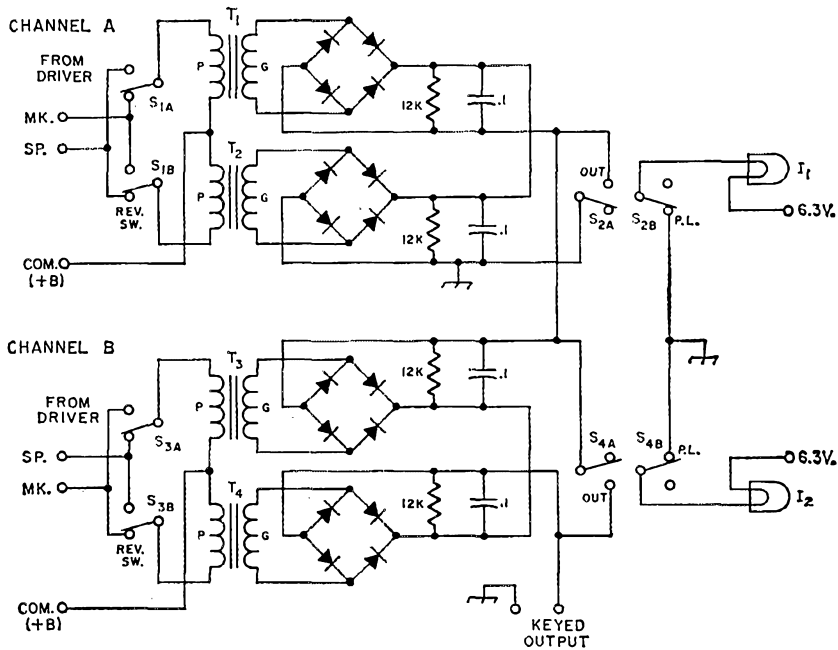 CHANNEL A
FROM
DRIVER
MK.
SP.
S1A
S1B
REV.
SW.
COM.
(+B)
T1
P
G
12K
.1
T2
P
G
12K
.1
OUT
S2A
S2B
P.L.
I1
6.3V.
CHANNEL B
FROM
DRIVER
SP.
MK.
S3A
S3B
REV.
SW.
COM.
(+B)
T3
P
G
12K
.1
T4
P
G
12K
.1
S4A
S4B
P.L.
OUT
6.3V.
I2
KEYED
OUTPUT